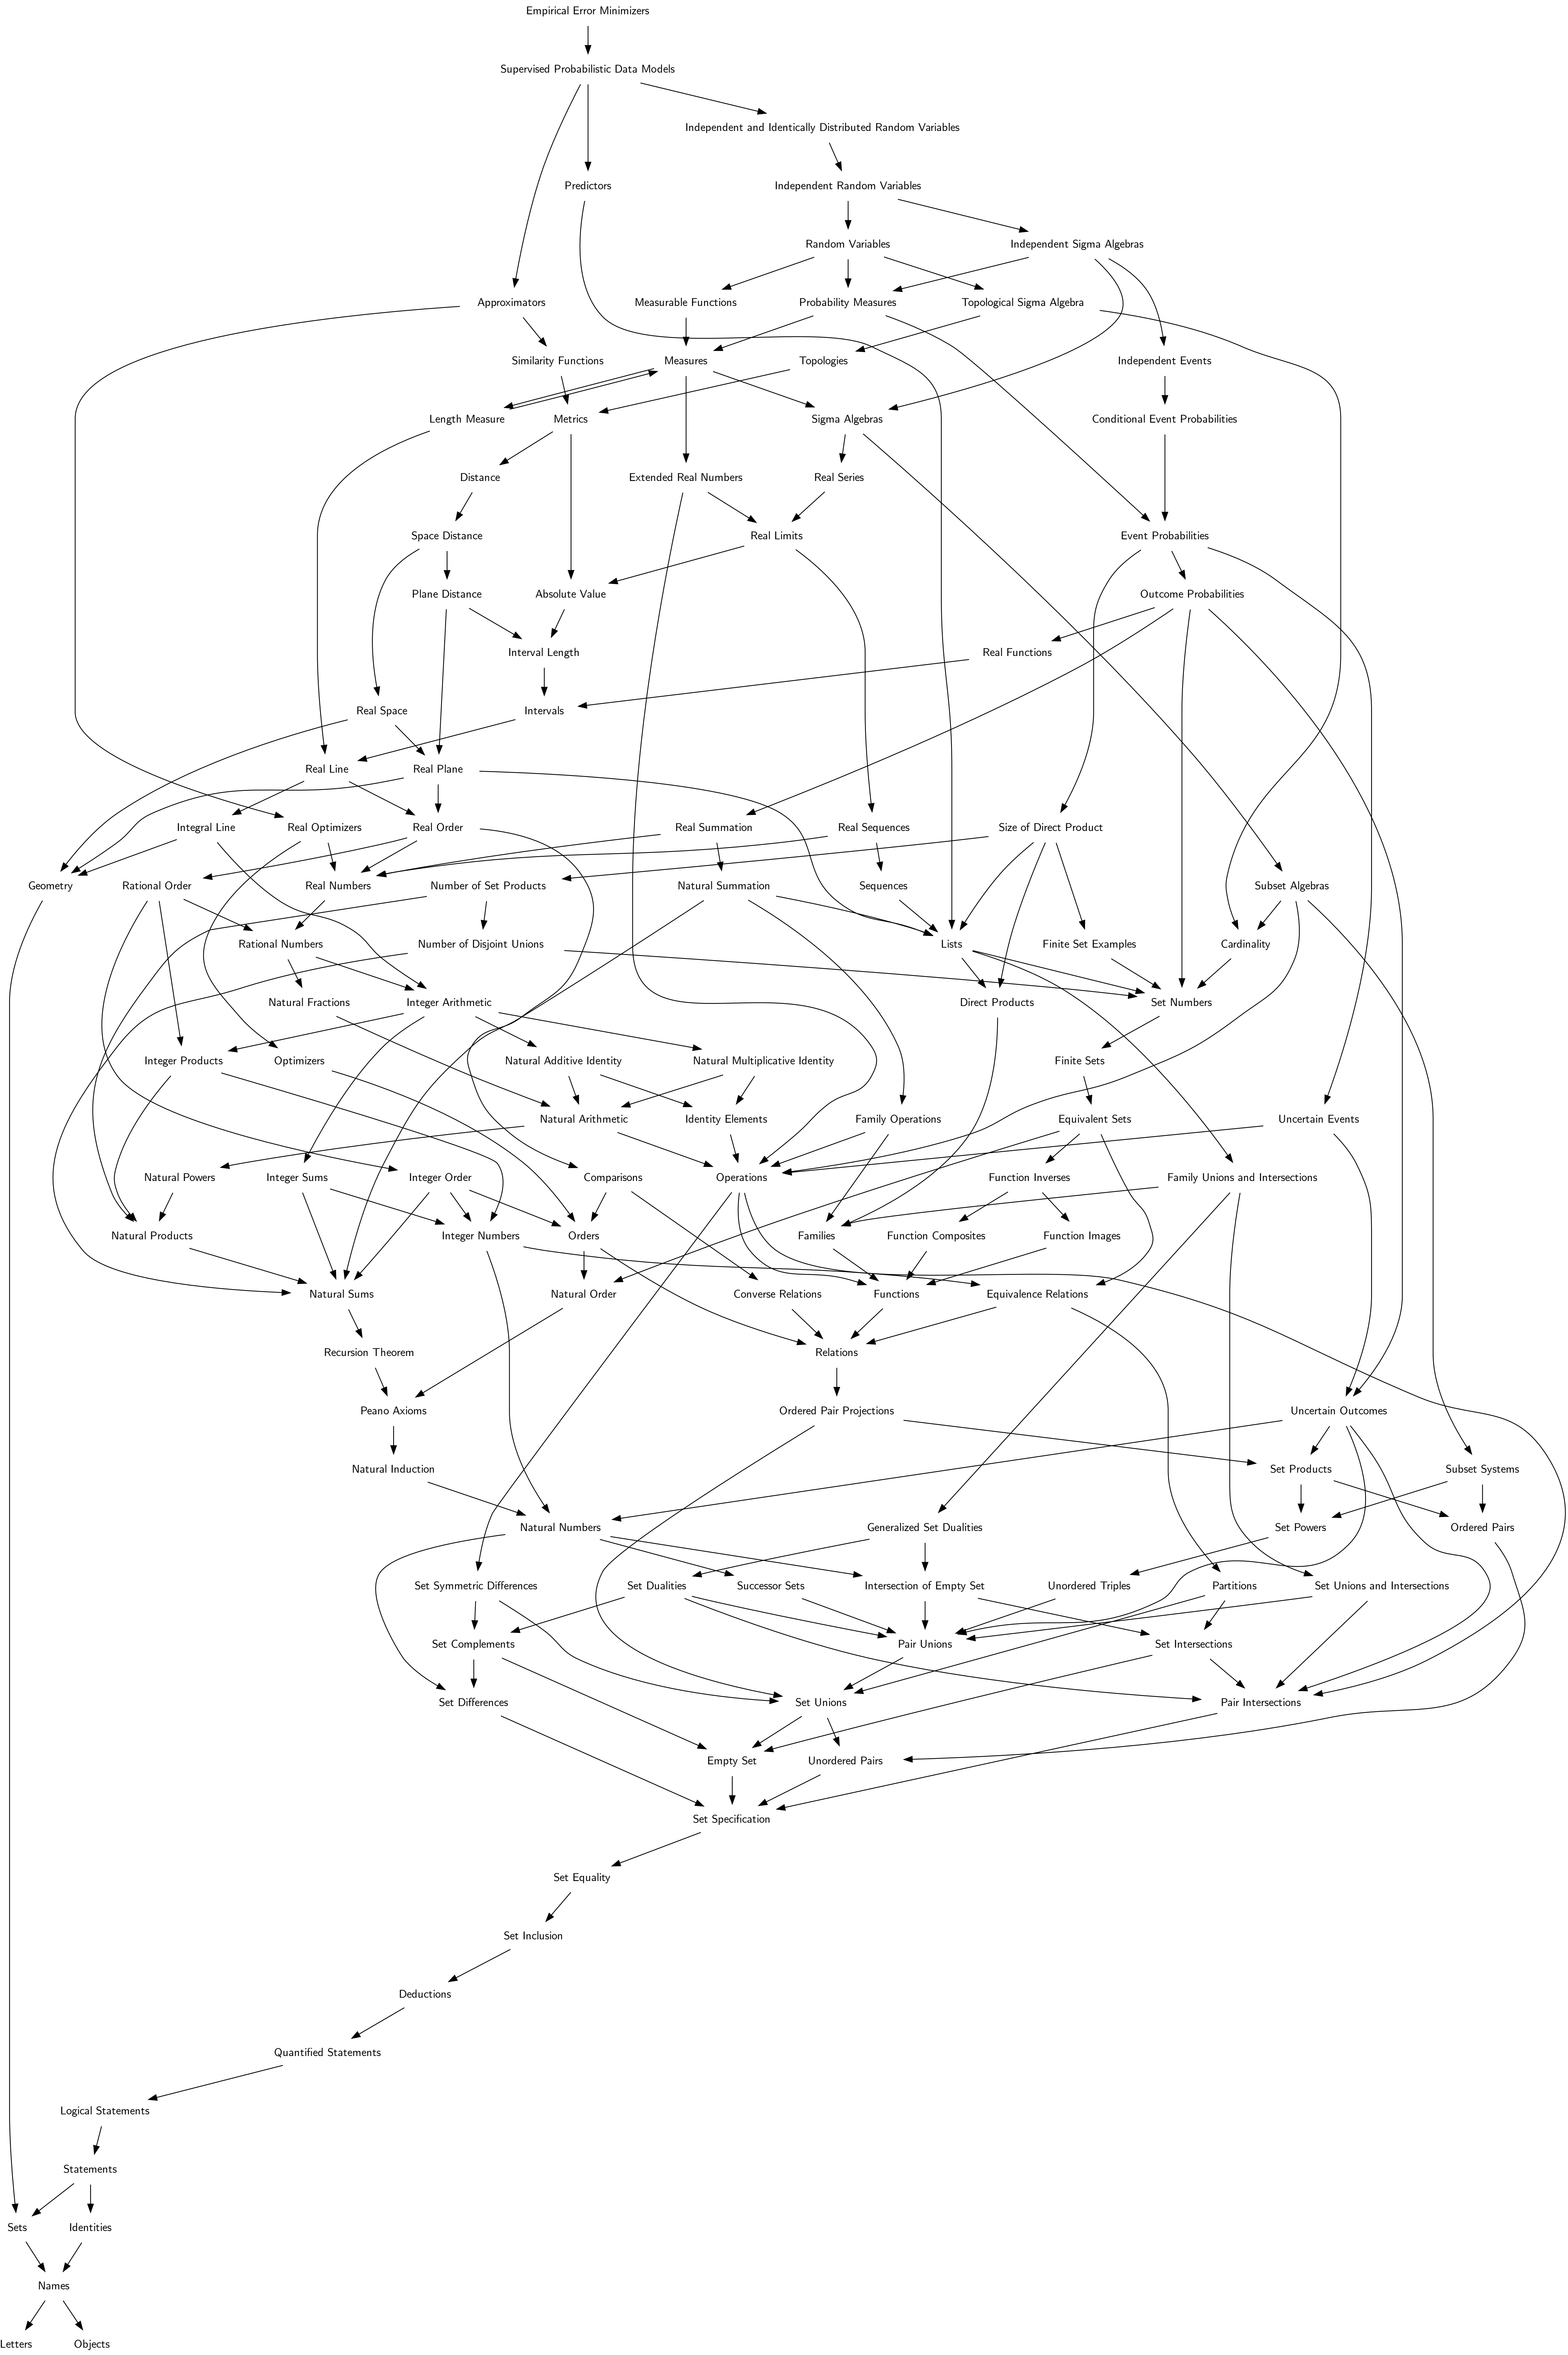 Empirical Error Minimizers
Supervised Probabilistic Data Models
Independent and Identically Distributed Random Variables
Predictors
Independent Random Variables
Random Variables
Independent Sigma Algebras
Approximators
Measurable Functions
Probability Measures
Topological Sigma Algebra
Similarity Functions
Measures
Topologies
Independent Events
Length Measure
Metrics
Sigma Algebras
Conditional Event Probabilities
Distance
Extended Real Numbers
Real Series
Space Distance
Real Limits
Event Probabilities
Plane Distance
Absolute Value
Outcome Probabilities
Interval Length
Real Functions
Real Space
Intervals
Real Line
Real Plane
Integral Line
Real Optimizers
Real Order
Real Summation
Real Sequences
Size of Direct Product
Geometry
Rational Order
Real Numbers
Number of Set Products
Natural Summation
Sequences
Subset Algebras
Rational Numbers
Number of Disjoint Unions
Lists
Finite Set Examples
Cardinality
Natural Fractions
Integer Arithmetic
Direct Products
Set Numbers
Integer Products
Optimizers
Natural Additive Identity
Natural Multiplicative Identity
Finite Sets
Natural Arithmetic
Identity Elements
Family Operations
Equivalent Sets
Uncertain Events
Natural Powers
Integer Sums
Integer Order
Comparisons
Operations
Function Inverses
Family Unions and Intersections
Natural Products
Integer Numbers
Orders
Families
Function Composites
Function Images
Natural Sums
Natural Order
Converse Relations
Functions
Equivalence Relations
Recursion Theorem
Relations
Peano Axioms
Ordered Pair Projections
Uncertain Outcomes
Natural Induction
Set Products
Subset Systems
Natural Numbers
Generalized Set Dualities
Set Powers
Ordered Pairs
Set Symmetric Differences
Set Dualities
Successor Sets
Intersection of Empty Set
Unordered Triples
Partitions
Set Unions and Intersections
Set Complements
Pair Unions
Set Intersections
Set Differences
Set Unions
Pair Intersections
Empty Set
Unordered Pairs
Set Specification
Set Equality
Set Inclusion
Deductions
Quantified Statements
Logical Statements
Statements
Sets
Identities
Names
Letters
Objects